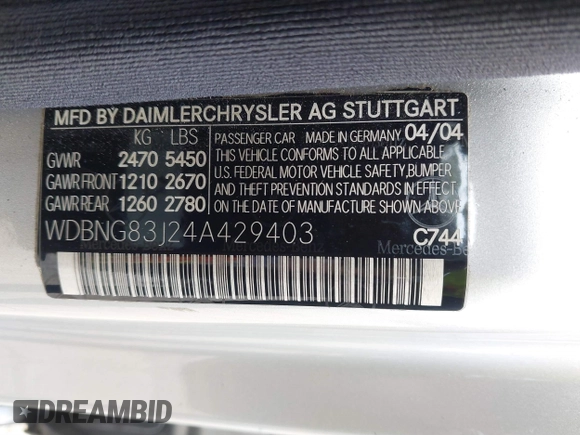 MFD BY DAIMLERCHRYSLER AG STUTTGART
KG LBS
GVWR 2470 5450
GAWR FRONT 1210 2670
GAWR REAR 1260 2780
PASSENGER CAR MADE IN GERMANY 04/04
THIS VEHICLE CONFORMS TO ALL APPLICABLE
U.S. FEDERAL MOTOR VEHICLE SAFETY, BUMPER
AND THEFT PREVENTION STANDARDS IN EFFECT
ON THE DATE OF MANUFACTURE SHOWN ABOVE.
WDBNG83J24A429403
C744
DREAMBID